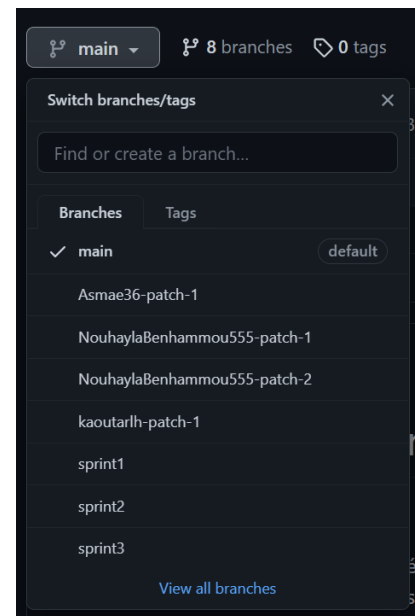 main 8 branches 0 tags
Switch branches/tags
Find or create a branch...
Branches Tags
main default
Asmae36-patch-1
NouhaylaBenhammou555-patch-1
NouhaylaBenhammou555-patch-2
kaoutarlh-patch-1
sprint1
sprint2
sprint3
View all branches